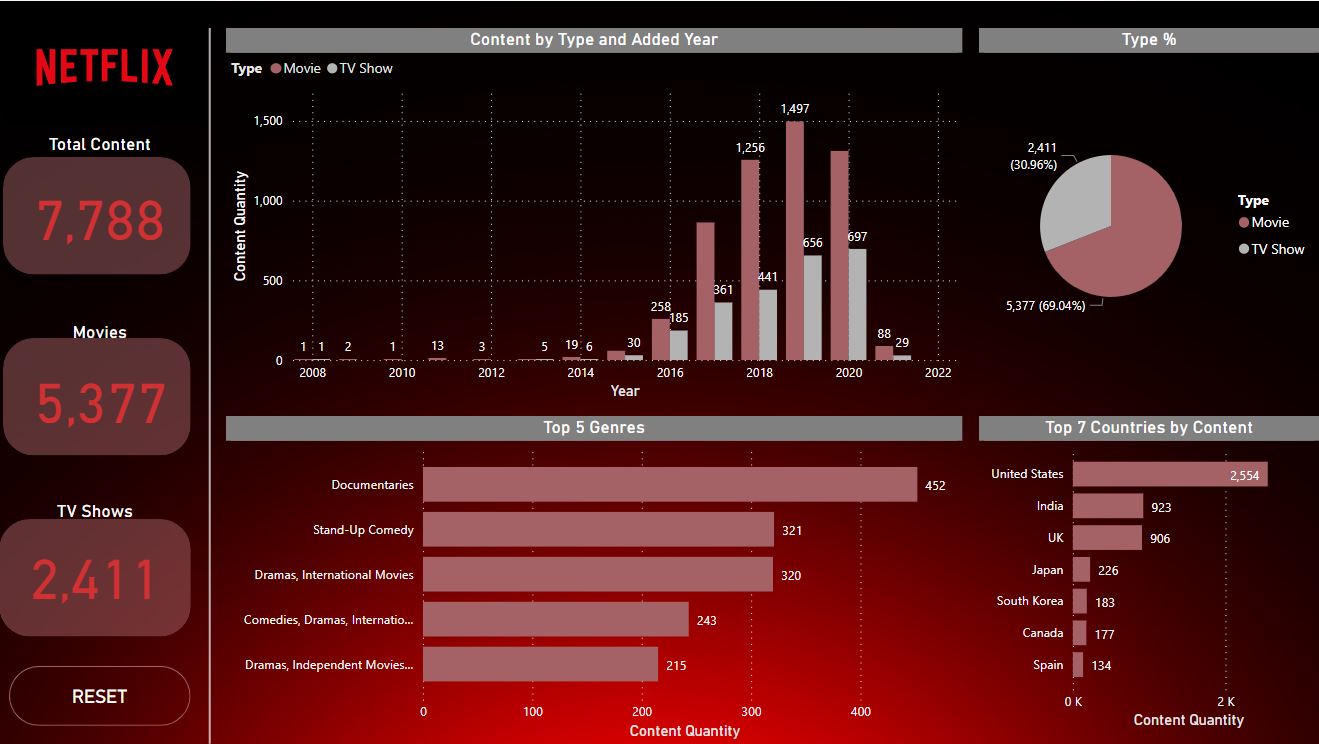 NETFLIX
Total Content
7,788
Movies
5,377
TV Shows
2,411
RESET
Content by Type and Added Year
Type Movie TV Show
Content Quantity
1,500
1,000
500
0
1 1 2 1 13 3 5 19 6 30 258 185 361 1,256 441 1,497 656 697 88 29
2008 2010 2012 2014 2016 2018 2020 2022
Year
Type %
2,411
(30.96%)
5,377 (69.04%)
Type
Movie
TV Show
Top 5 Genres
Documentaries 452
Stand-Up Comedy 321
Dramas, International Movies 320
Comedies, Dramas, Internatio... 243
Dramas, Independent Movies... 215
0 100 200 300 400
Content Quantity
Top 7 Countries by Content
United States 2,554
India 923
UK 906
Japan 226
South Korea 183
Canada 177
Spain 134
0 K 2 K
Content Quantity